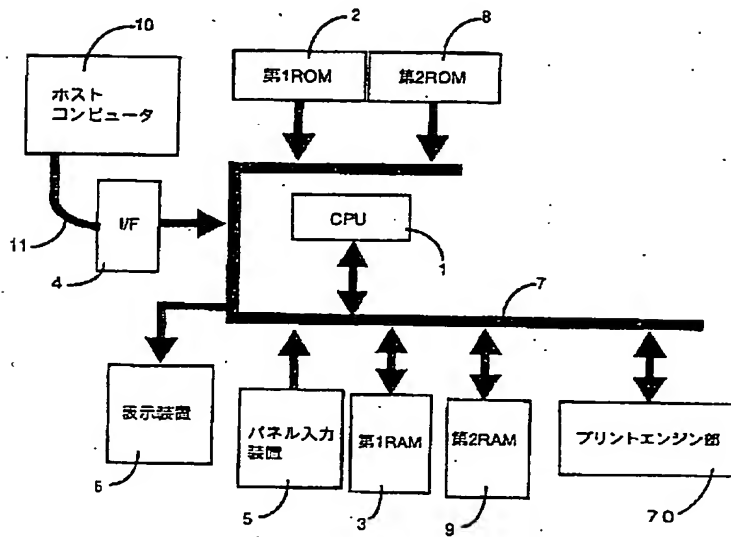 10
2
8
ホスト
コンピュータ
第1ROM
第2ROM
I/F
11
4
CPU
1
7
表示装置
6
パネル入力
装置
5
第1RAM
3
第2RAM
9
プリントエンジン部
70